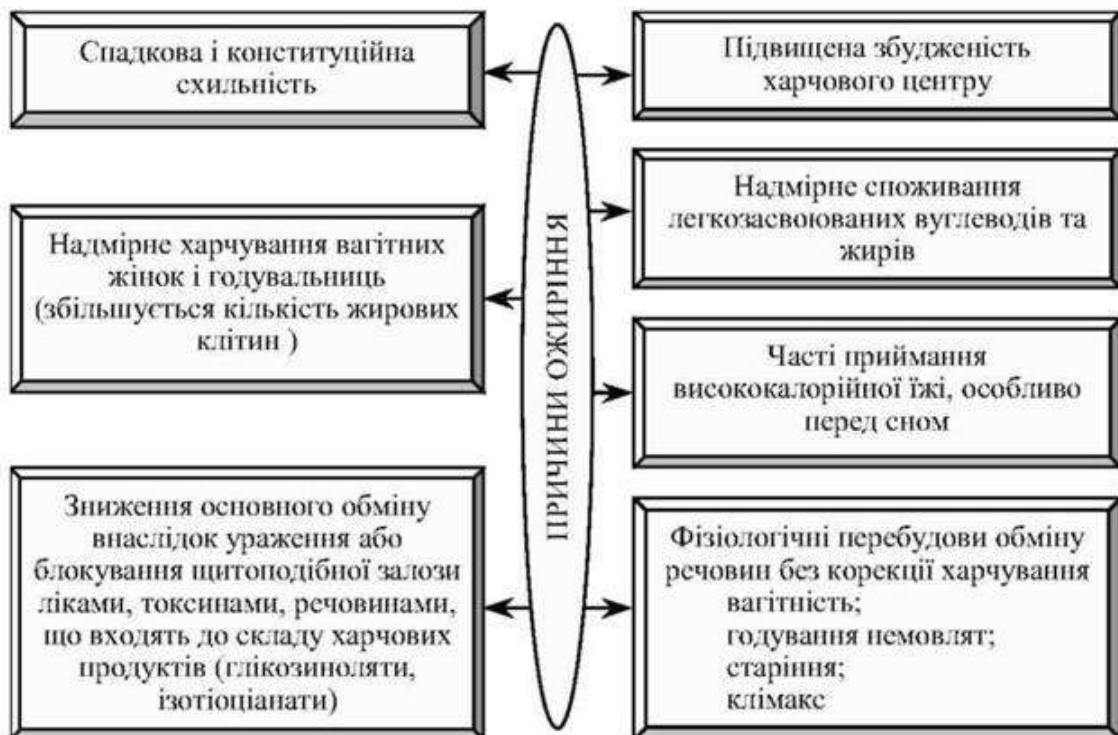 Спадкова і конституційна
схильність
Надмірне харчування вагітних
жінок і годувальниць
(збільшується кількість жирових
клітин )
Зниження основного обміну
внаслідок ураження або
блокування щитоподібної залози
ліками, токсинами, речовинами,
що входять до складу харчових
продуктів (глікозиноляти,
ізотіоціанати)
ПРИЧИНИ ОЖИРІННЯ
Підвищена збудженість
харчового центру
Надмірне споживання
легкозасвоюваних вуглеводів та
жирів
Часті приймання
висококалорійної їжі, особливо
перед сном
Фізіологічні перебудови обміну
речовин без корекції харчування
вагітність;
годування немовлят;
старіння;
клімакс